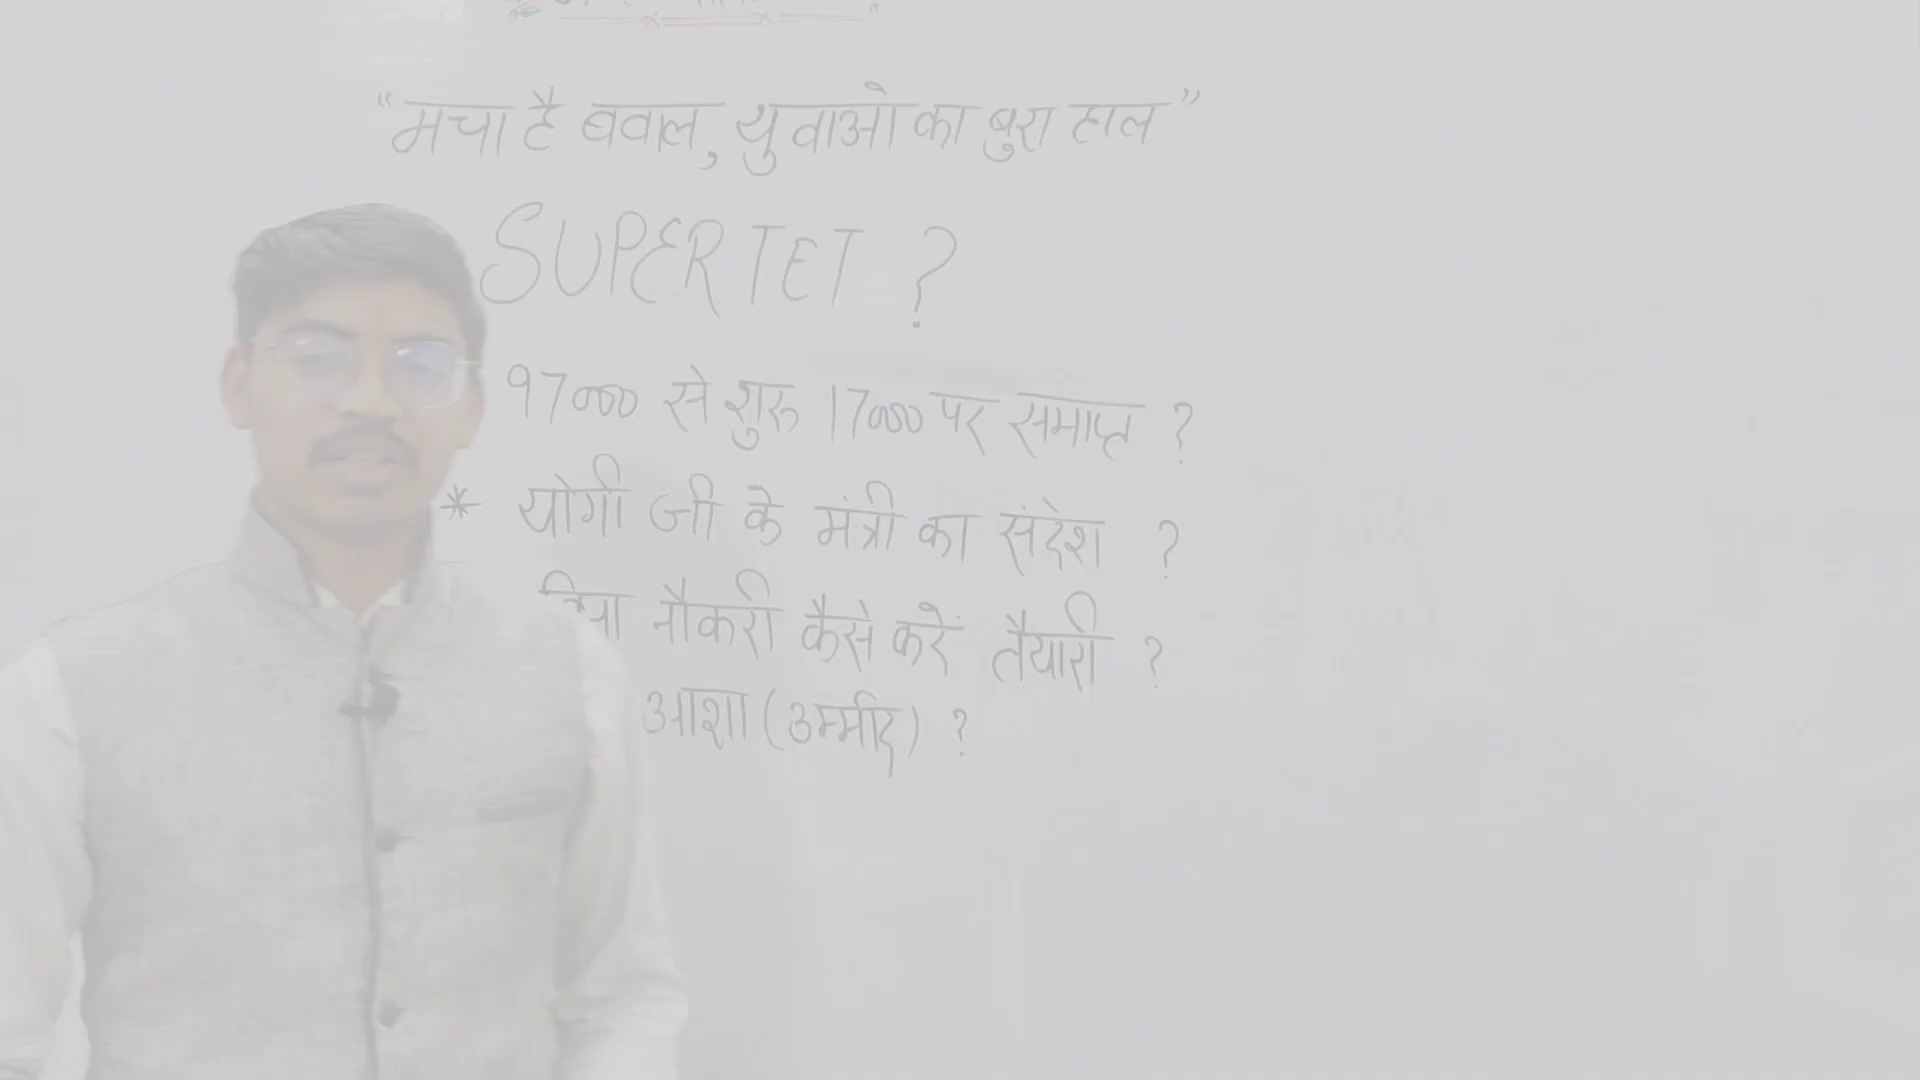 "मचा है बवाल, युवाओ का बुरा हाल"
SUPER TET ?
97000 से शुरू 17000 पर समाप्त ?
* योगी जी के मंत्री का संदेश ?
नौकरी कैसे करें तैयारी ?
आशा (उम्मीद) ?